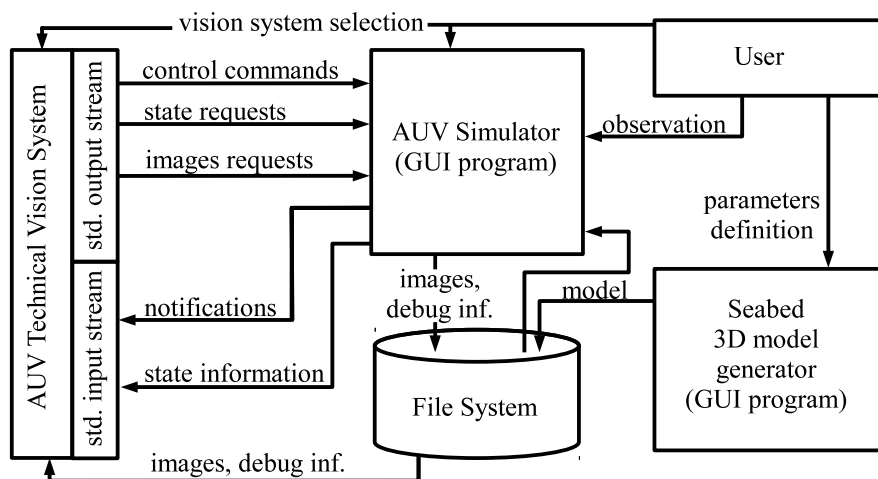 vision system selection
User
control commands
state requests
images requests
AUV Technical Vision System
std. output stream
std. input stream
AUV Simulator
(GUI program)
observation
parameters
definition
images,
debug inf.
model
notifications
state information
File System
Seabed
3D model
generator
(GUI program)
images, debug inf.